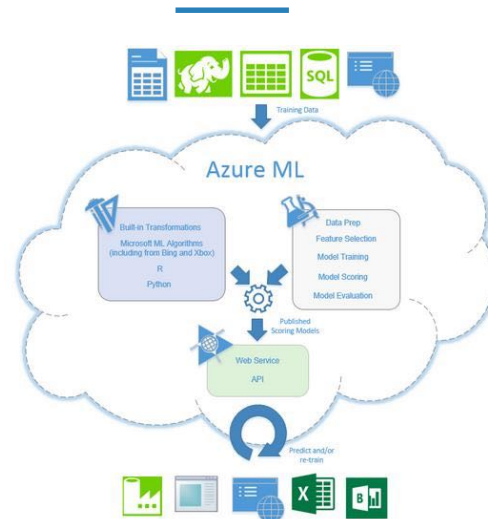 SQL
Training Data
Azure ML
Built-in Transformations
Microsoft ML Algorithms
(including from Bing and Xbox)
R
Python
Data Prep
Feature Selection
Model Training
Model Scoring
Model Evaluation
Published
Scoring Models
Web Service
API
Predict and/or
re-train
X
B